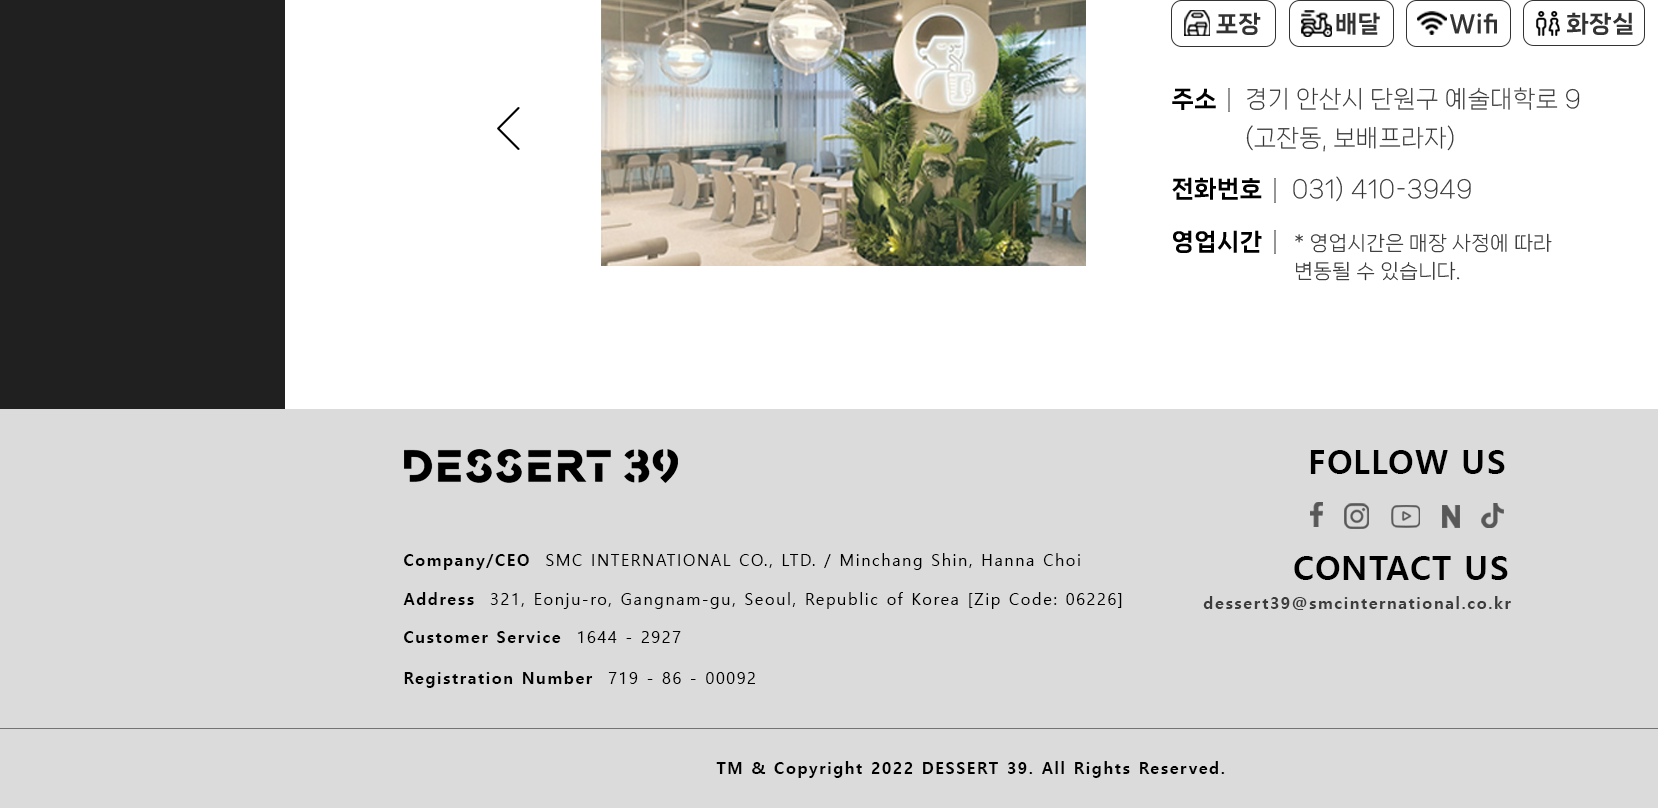 포장
배달
Wifi
화장실
주소 | 경기 안산시 단원구 예술대학로 9
(고잔동, 보배프라자)
전화번호 | 031) 410-3949
영업시간 | * 영업시간은 매장 사정에 따라
변동될 수 있습니다.
DESSERT 39
Company/CEO SMC INTERNATIONAL CO., LTD. / Minchang Shin, Hanna Choi
Address 321, Eonju-ro, Gangnam-gu, Seoul, Republic of Korea [Zip Code: 06226]
Customer Service 1644 - 2927
Registration Number 719 - 86 - 00092
FOLLOW US
N
CONTACT US
dessert39@smcinternational.co.kr
TM & Copyright 2022 DESSERT 39. All Rights Reserved.